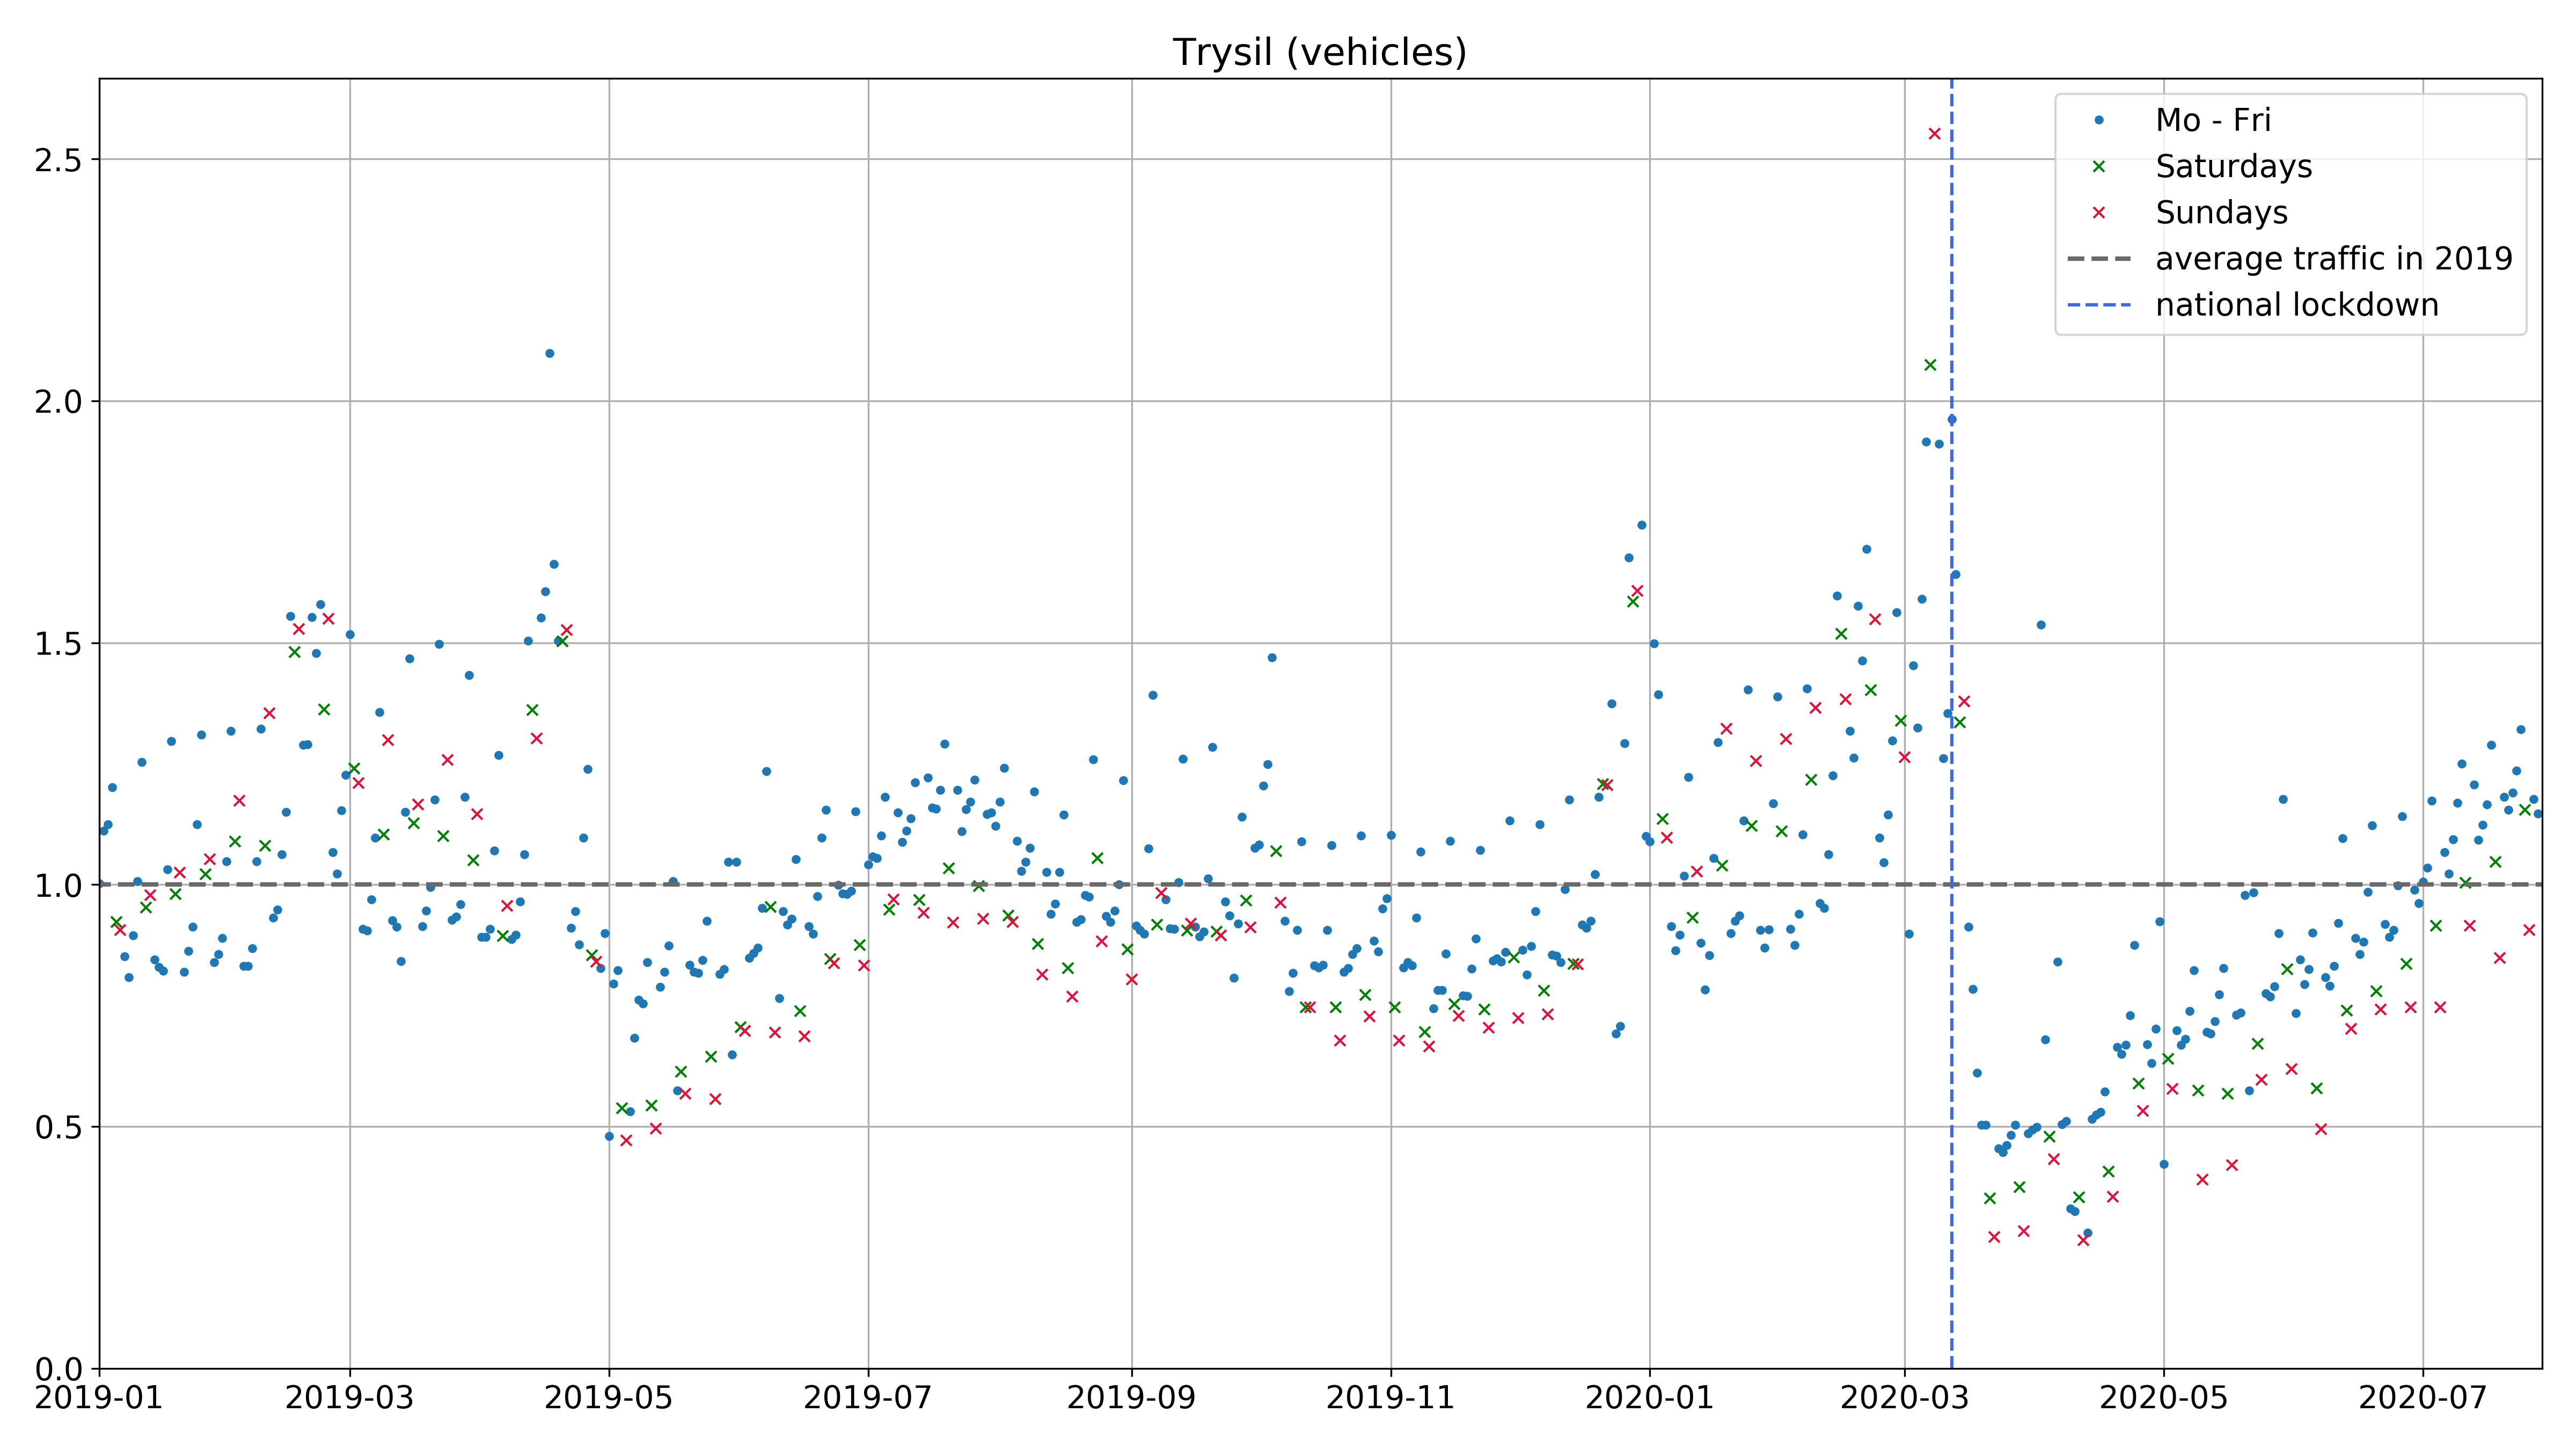 Trysil (vehicles)
2.5
2.0
1.5
1.0
0.5
0.0
Mo - Fri
Saturdays
Sundays
average traffic in 2019
national lockdown
2019-01 2019-03 2019-05 2019-07 2019-09 2019-11 2020-01 2020-03 2020-05 2020-07